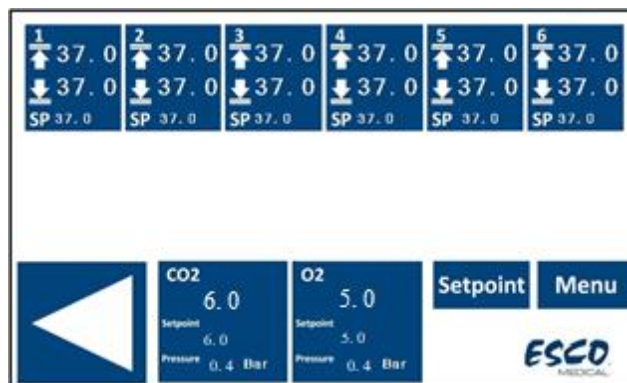 1 2 3 4 5 6
37.0 37.0 37.0 37.0 37.0 37.0
37.0 37.0 37.0 37.0 37.0 37.0
SP 37.0 SP 37.0 SP 37.0 SP 37.0 SP 37.0 SP 37.0
CO2
6.0
Setpoint
6.0
Pressure 0.4 Bar
O2
5.0
Setpoint
5.0
Pressure 0.4 Bar
Setpoint
Menu
ESCO
MEDICAL